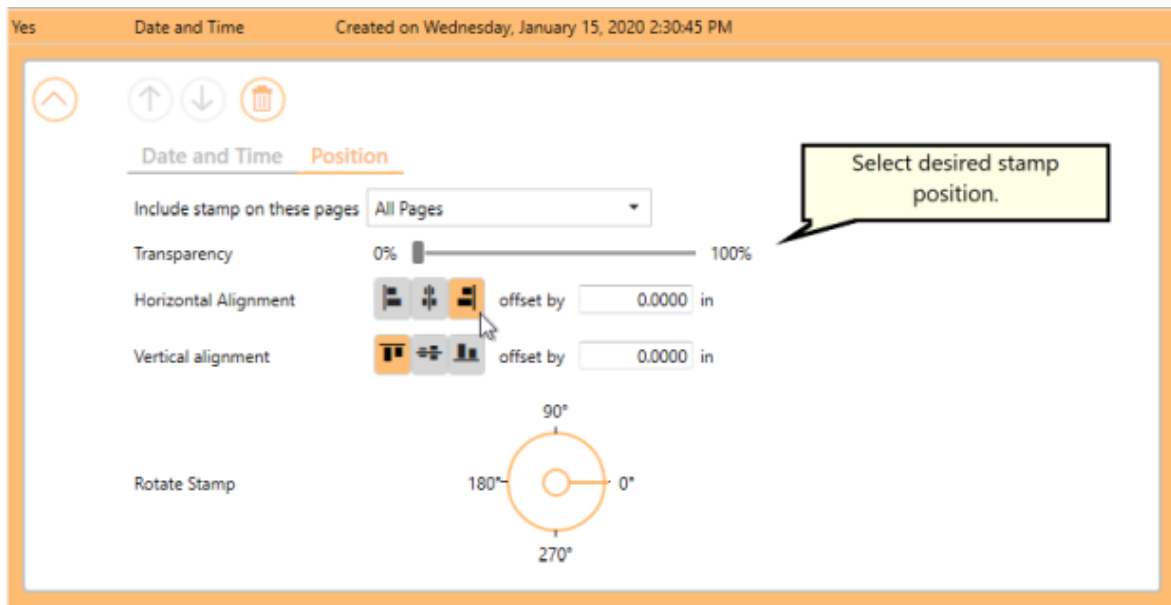 Yes Date and Time Created on Wednesday, January 15, 2020 2:30:45 PM
Date and Time Position
Select desired stamp
position.
Include stamp on these pages All Pages
Transparency 0% 100%
Horizontal Alignment offset by 0.0000 in
Vertical alignment offset by 0.0000 in
90°
Rotate Stamp 180° 0°
270°